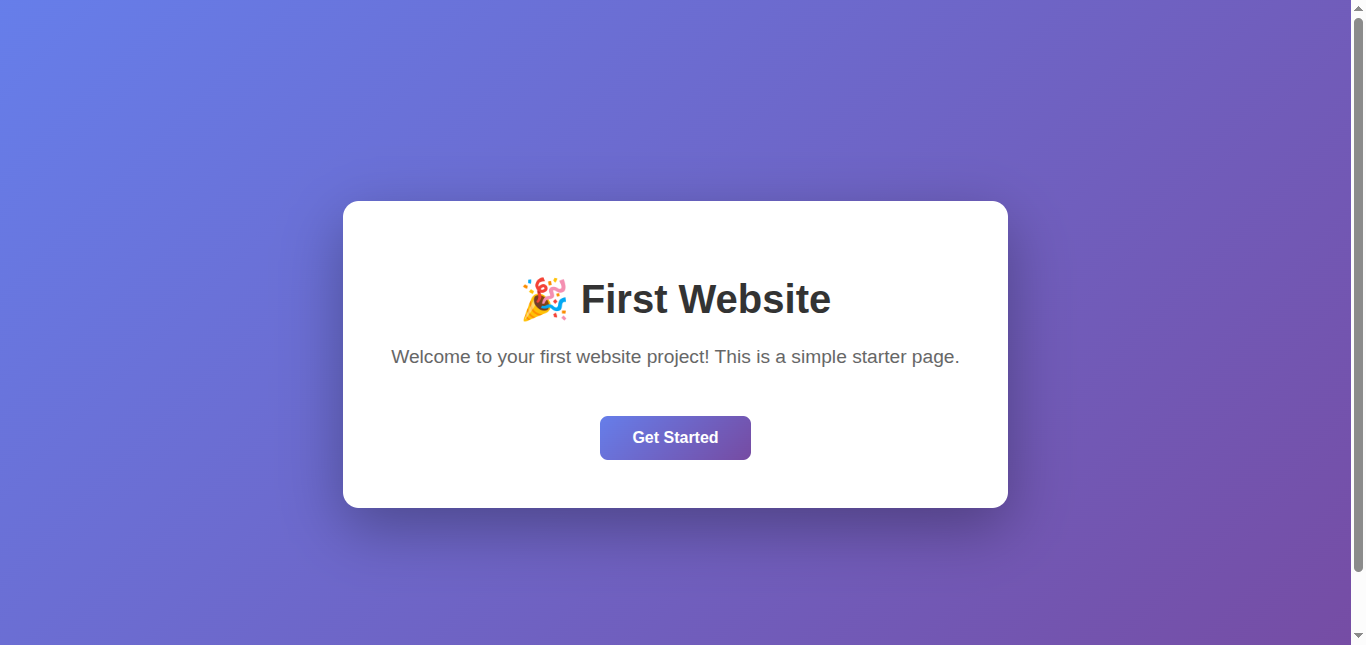 🎉 First Website
Welcome to your first website project! This is a simple starter page.
Get Started